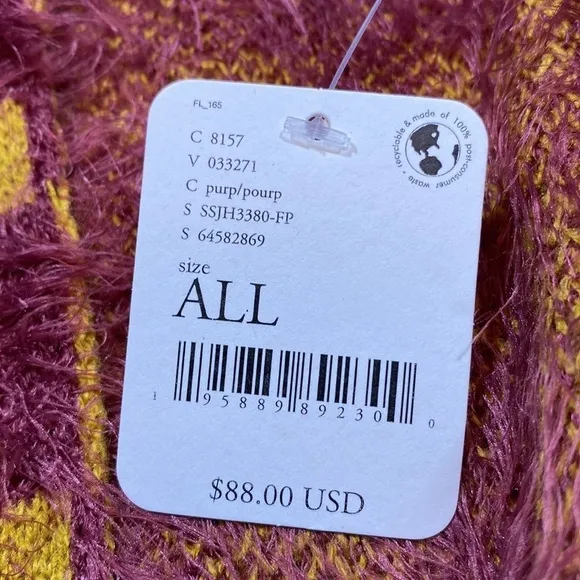 FL_165
recyclable & made of 100% post-consumer waste •
C 8157
V 033271
C purp/pourp
S SSJH3380-FP
S 64582869
size
ALL
1 95889 89230 0
$88.00 USD